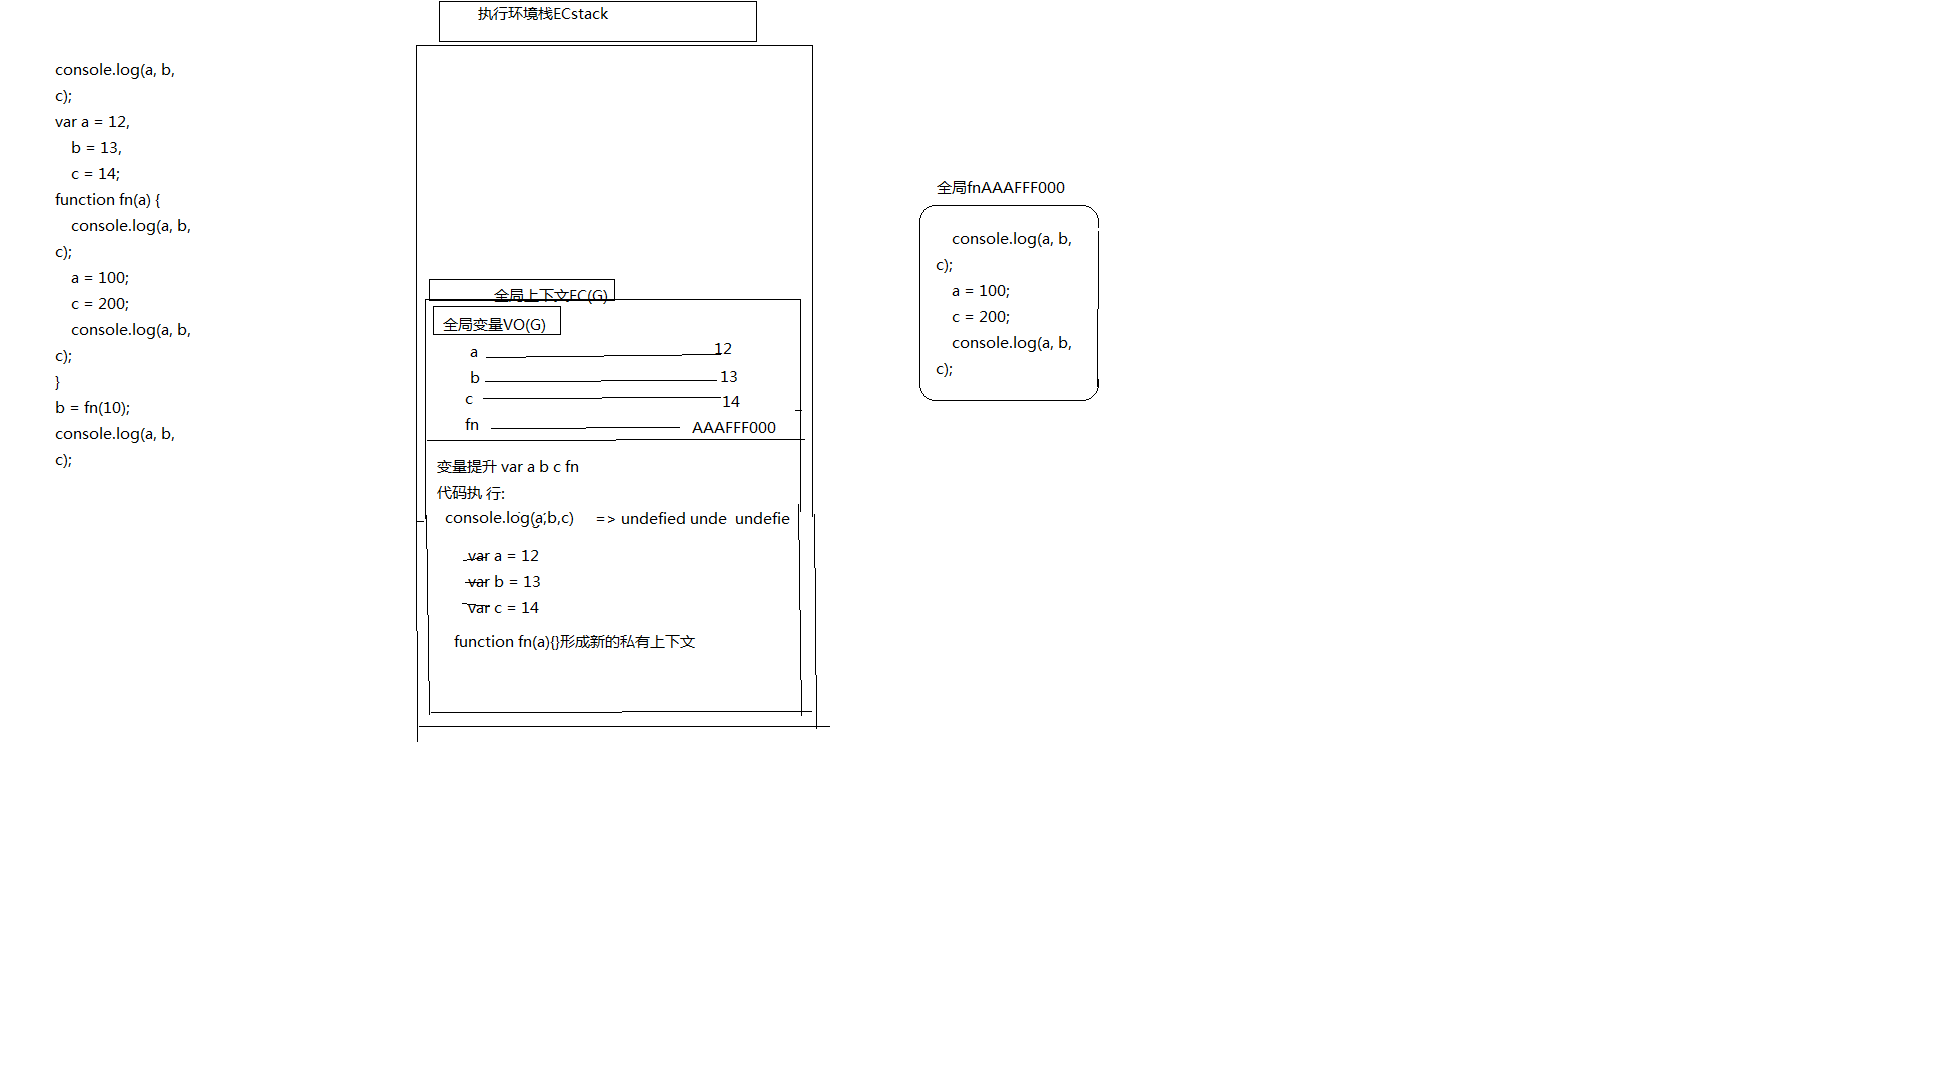 执行环境栈ECstack
console.log(a, b,
c);
var a = 12,
b = 13,
c = 14;
function fn(a) {
console.log(a, b,
c);
a = 100;
c = 200;
console.log(a, b,
c);
}
b = fn(10);
console.log(a, b,
c);
全局上下文EC(G)
全局变量VO(G)
a 12
b 13
c 14
fn AAAFFF000
变量提升 var a b c fn
代码执 行:
console.log(a,b,c) => undefied unde undefie
var a = 12
var b = 13
var c = 14
function fn(a){}形成新的私有上下文
全局fnAAAFFF000
console.log(a, b,
c);
a = 100;
c = 200;
console.log(a, b,
c);